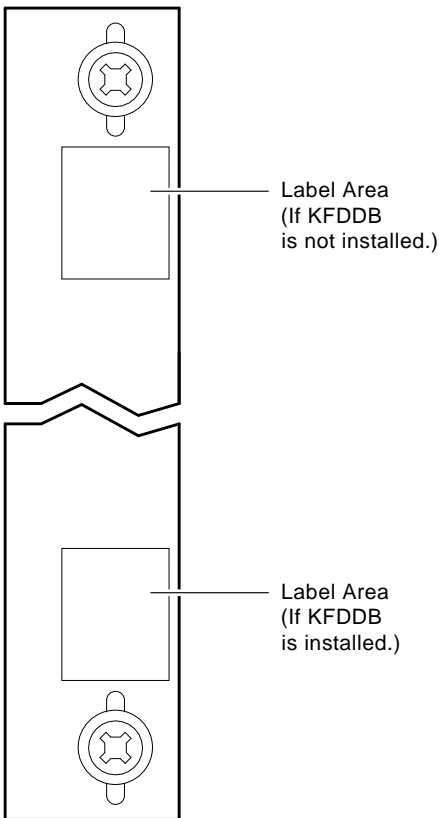 Label Area
(If KFDDB
is not installed.)
Label Area
(If KFDDB
is installed.)